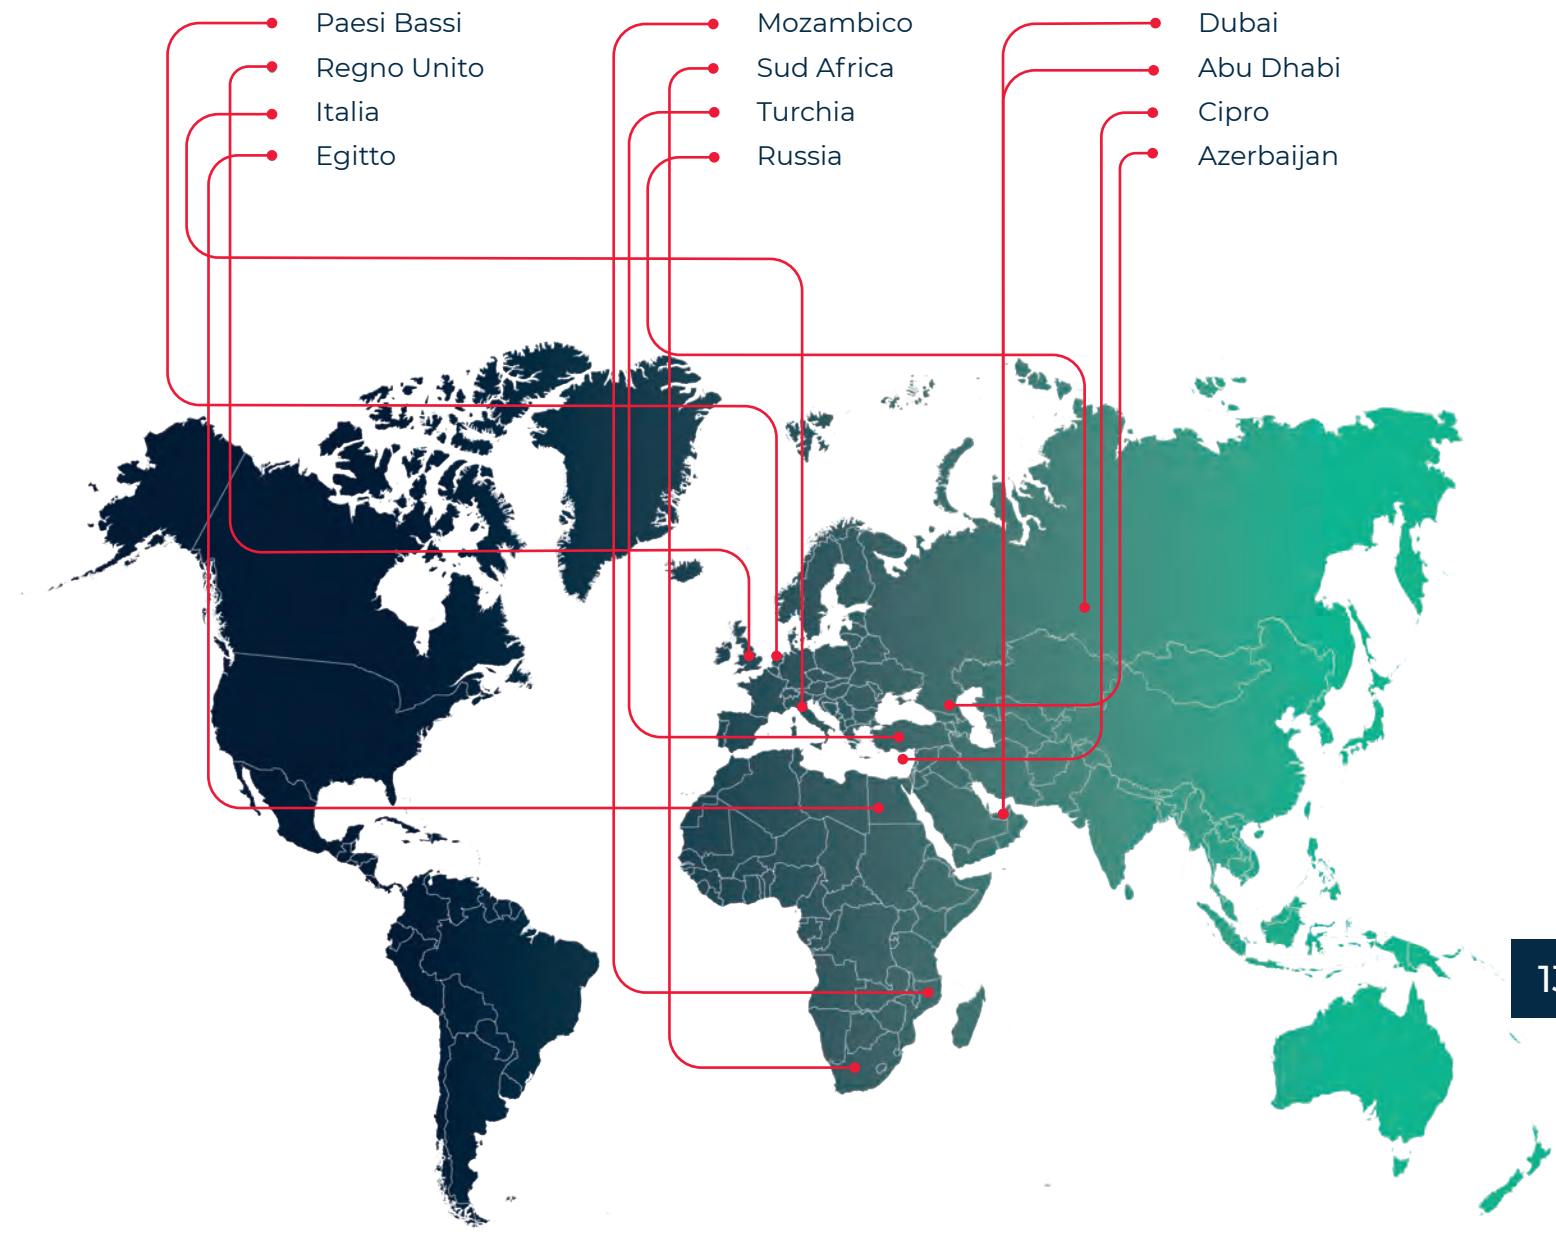 Paesi Bassi
Regno Unito
Italia
Egitto
Mozambico
Sud Africa
Turchia
Russia
Dubai
Abu Dhabi
Cipro
Azerbaijan